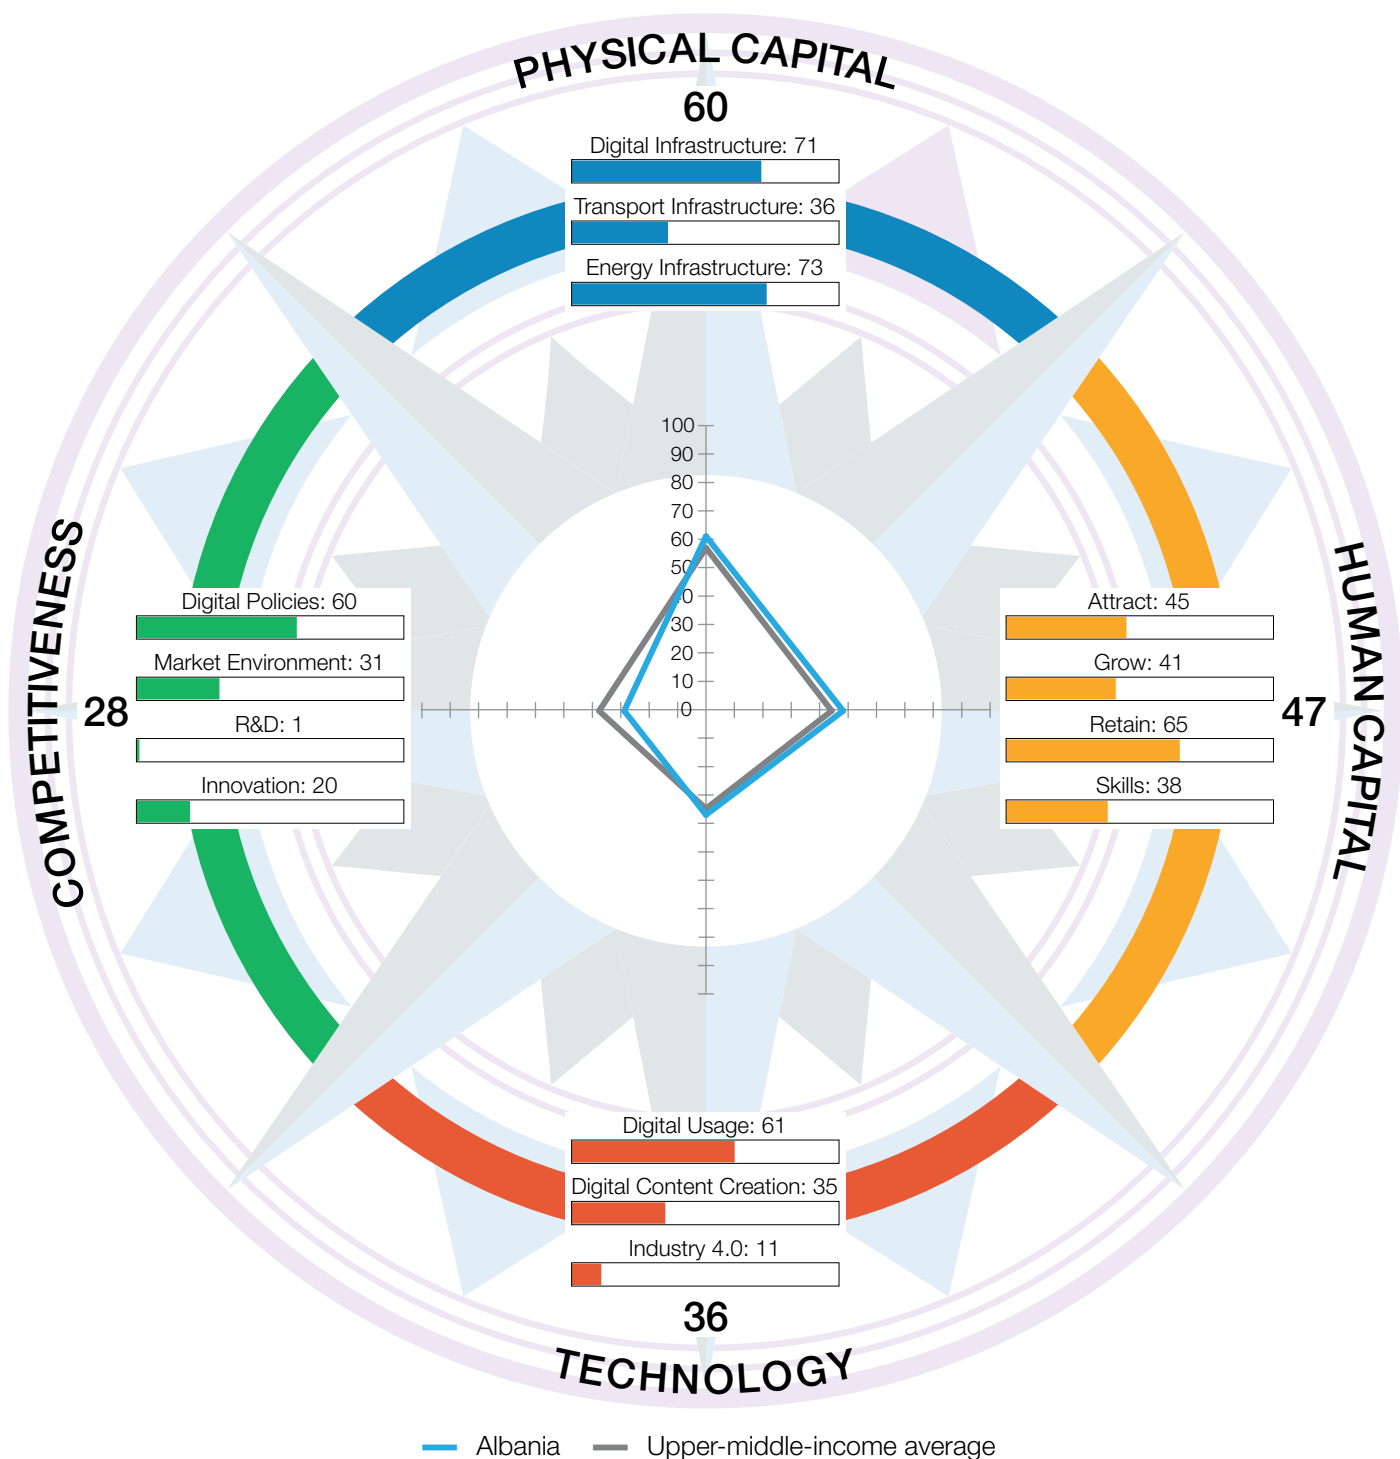 PHYSICAL CAPITAL
60
Digital Infrastructure: 71
Transport Infrastructure: 36
Energy Infrastructure: 73
100
90
80
70
60
50
40
30
20
10
0
COMPETITIVENESS
28
Digital Policies: 60
Market Environment: 31
R&D: 1
Innovation: 20
HUMAN CAPITAL
47
Attract: 45
Grow: 41
Retain: 65
Skills: 38
Digital Usage: 61
Digital Content Creation: 35
Industry 4.0: 11
36
TECHNOLOGY
Albania
Upper-middle-income average